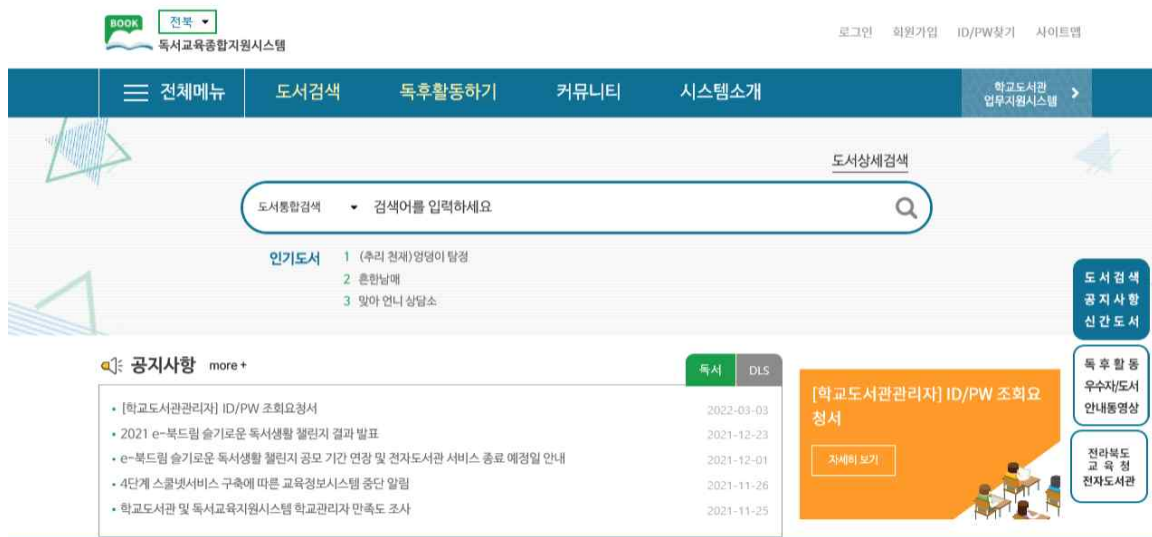 BOOK
전북
독서교육종합지원시스템
로그인 회원가입 ID/PW찾기 사이트맵
전체메뉴 도서검색 독후활동하기 커뮤니티 시스템소개
학교도서관
업무지원시스템
도서상세검색
도서통합검색 검색어를 입력하세요
인기도서 1 (추리 천재)엉덩이 탐정
2 흔한남매
3 맞아 언니 상담소
도서검색
공지사항
신간도서
공지사항 more +
독서 DLS
• [학교도서관관리자] ID/PW 조회요청서 2022-03-03
• 2021 e-북드림 슬기로운 독서생활 챌린지 결과 발표 2021-12-23
• e-북드림 슬기로운 독서생활 챌린지 공모 기간 연장 및 전자도서관 서비스 종료 예정일 안내 2021-12-01
• 4단계 스쿨넷서비스 구축에 따른 교육정보시스템 중단 알림 2021-11-26
• 학교도서관 및 독서교육지원시스템 학교관리자 만족도 조사 2021-11-25
[학교도서관관리자] ID/PW 조회요
청서
자세히 보기
독후활동
우수자/도서
안내동영상
전라북도
교육청
전자도서관